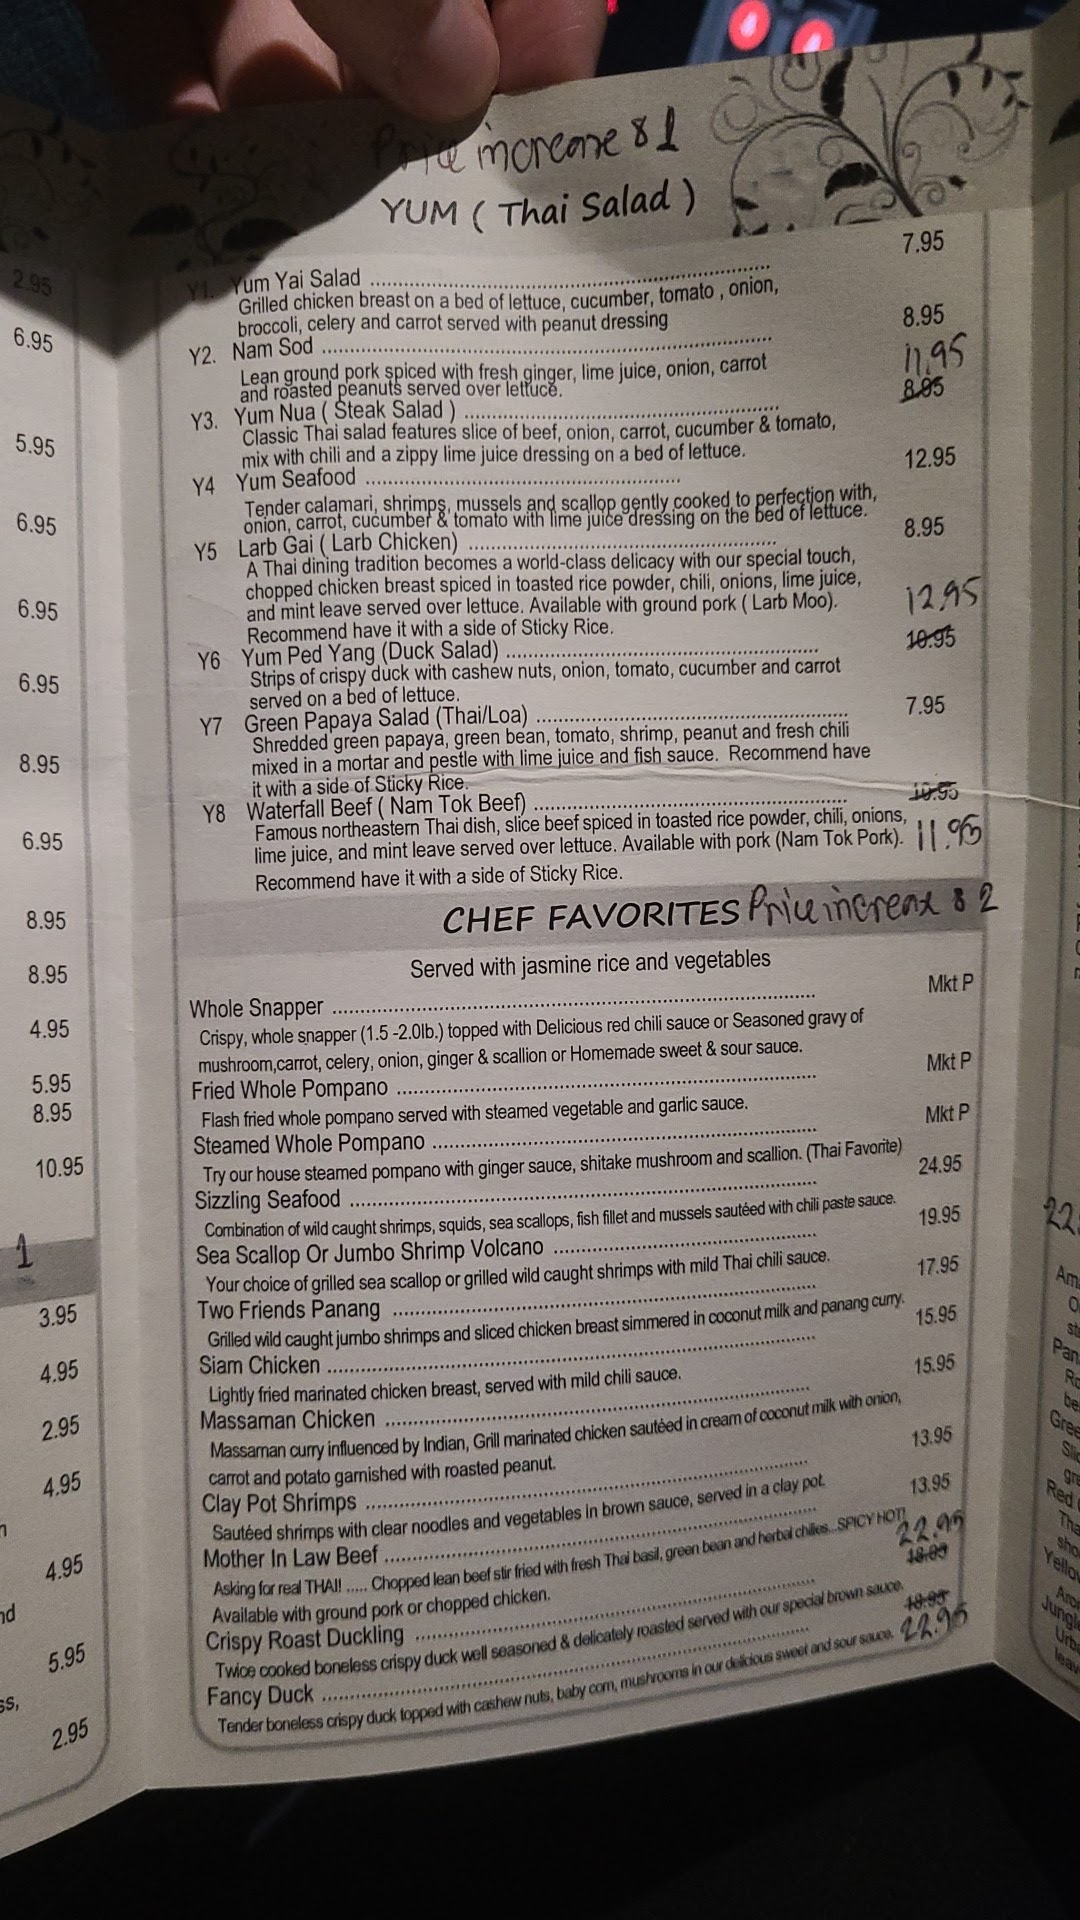 Price increase $ 1
YUM ( Thai Salad )
Y1. Yum Yai Salad 7.95
Grilled chicken breast on a bed of lettuce, cucumber, tomato , onion,
broccoli, celery and carrot served with peanut dressing
Y2. Nam Sod 8.95
Lean ground pork spiced with fresh ginger, lime juice, onion, carrot
and roasted peanuts served over lettuce.
11.95
Y3. Yum Nua ( Steak Salad ) 8.95
Classic Thai salad features slice of beef, onion, carrot, cucumber & tomato,
mix with chili and a zippy lime juice dressing on a bed of lettuce.
Y4 Yum Seafood 12.95
Tender calamari, shrimps, mussels and scallop gently cooked to perfection with,
onion, carrot, cucumber & tomato with lime juice dressing on the bed of lettuce.
Y5 Larb Gai ( Larb Chicken) 8.95
A Thai dining tradition becomes a world-class delicacy with our special touch,
chopped chicken breast spiced in toasted rice powder, chili, onions, lime juice,
and mint leave served over lettuce. Available with ground pork ( Larb Moo).
Recommend have it with a side of Sticky Rice.
12.95
Y6 Yum Ped Yang (Duck Salad) 10.95
Strips of crispy duck with cashew nuts, onion, tomato, cucumber and carrot
served on a bed of lettuce.
Y7 Green Papaya Salad (Thai/Loa) 7.95
Shredded green papaya, green bean, tomato, shrimp, peanut and fresh chili
mixed in a mortar and pestle with lime juice and fish sauce. Recommend have
it with a side of Sticky Rice.
Y8 Waterfall Beef ( Nam Tok Beef) 10.95
Famous northeastern Thai dish, slice beef spiced in toasted rice powder, chili, onions,
lime juice, and mint leave served over lettuce. Available with pork (Nam Tok Pork). 11.95
Recommend have it with a side of Sticky Rice.
CHEF FAVORITES Price increase $ 2
Served with jasmine rice and vegetables
Whole Snapper Mkt P
Crispy, whole snapper (1.5 -2.0lb.) topped with Delicious red chili sauce or Seasoned gravy of
mushroom,carrot, celery, onion, ginger & scallion or Homemade sweet & sour sauce.
Fried Whole Pompano Mkt P
Flash fried whole pompano served with steamed vegetable and garlic sauce.
Steamed Whole Pompano Mkt P
Try our house steamed pompano with ginger sauce, shitake mushroom and scallion. (Thai Favorite)
Sizzling Seafood 24.95
Combination of wild caught shrimps, squids, sea scallops, fish fillet and mussels sautéed with chili paste sauce.
Sea Scallop Or Jumbo Shrimp Volcano 19.95
Your choice of grilled sea scallop or grilled wild caught shrimps with mild Thai chili sauce.
Two Friends Panang 17.95
Grilled wild caught jumbo shrimps and sliced chicken breast simmered in coconut milk and panang curry.
Siam Chicken 15.95
Lightly fried marinated chicken breast, served with mild chili sauce.
Massaman Chicken 15.95
Massaman curry influenced by Indian, Grill marinated chicken sautéed in cream of coconut milk with onion,
carrot and potato garnished with roasted peanut.
Clay Pot Shrimps 13.95
Sautéed shrimps with clear noodles and vegetables in brown sauce, served in a clay pot.
Mother In Law Beef 13.95
Asking for real THAI! ..... Chopped lean beef stir fried with fresh Thai basil, green bean and herbal chilies...SPICY HOT!
Available with ground pork or chopped chicken.
22.95
Crispy Roast Duckling 18.95
Twice cooked boneless crispy duck well seasoned & delicately roasted served with our special brown sauce.
Fancy Duck 18.95
Tender boneless crispy duck topped with cashew nuts, baby corn, mushrooms in our delicious sweet and sour sauce. 22.95
2.95
6.95
5.95
6.95
6.95
6.95
8.95
6.95
8.95
8.95
4.95
5.95
8.95
10.95
1
3.95
4.95
2.95
4.95
4.95
5.95
2.95